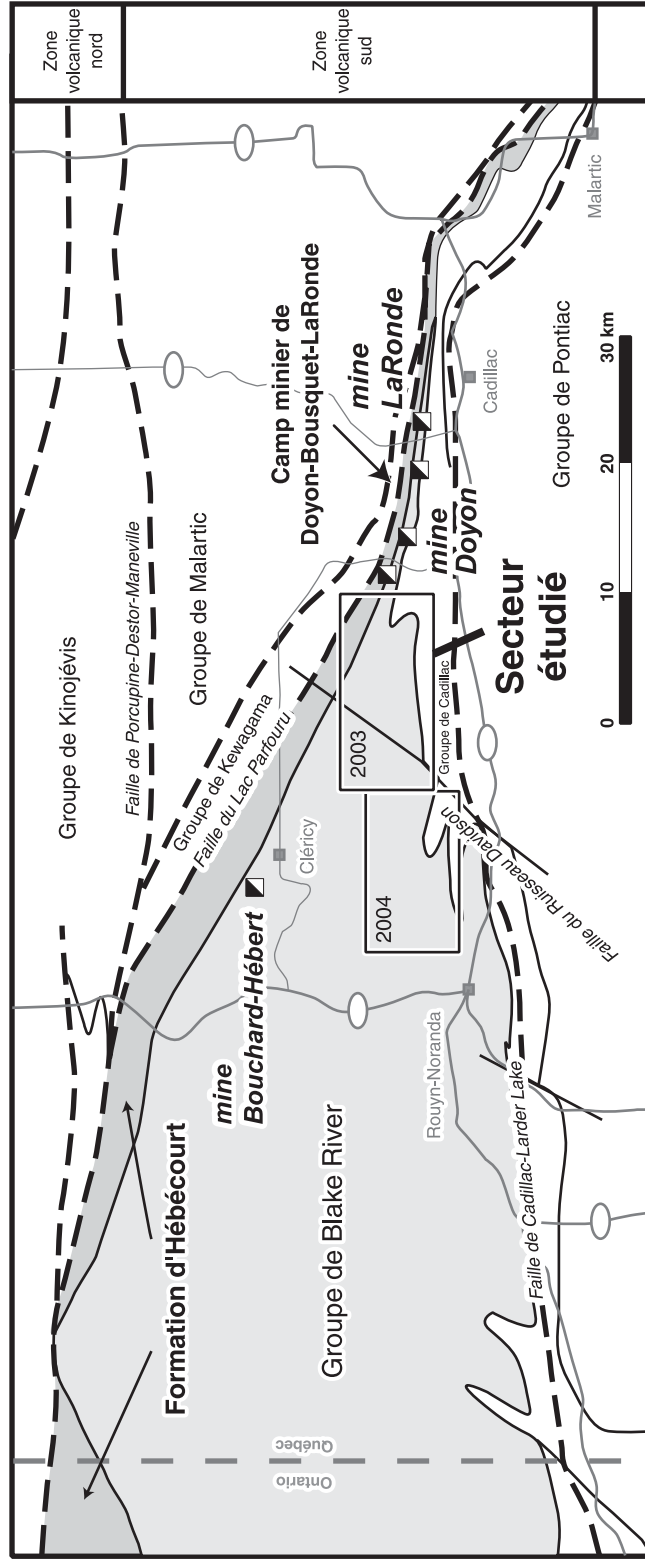 Zone
volcanique
nord
Zone
volcanique
sud
Groupe de Kinojévis
Faille de Porcupine-Destor-Maneville
Groupe de Malartic
Groupe de Kewagama
Faille du Lac Parfouru
Camp minier de
Doyon-Bousquet-LaRonde
mine
LaRonde
mine
Doyon
Malartic
Cadillac
Groupe de Pontiac
Secteur
étudié
0 10 20 30 km
2003
2004
Groupe de Cadillac
Cléricy
mine
Bouchard-Hébert
Formation d'Hébécourt
Groupe de Blake River
Rouyn-Noranda
Faille du Ruisseau Davidson
Faille de Cadillac-Larder Lake
Québec
Ontario